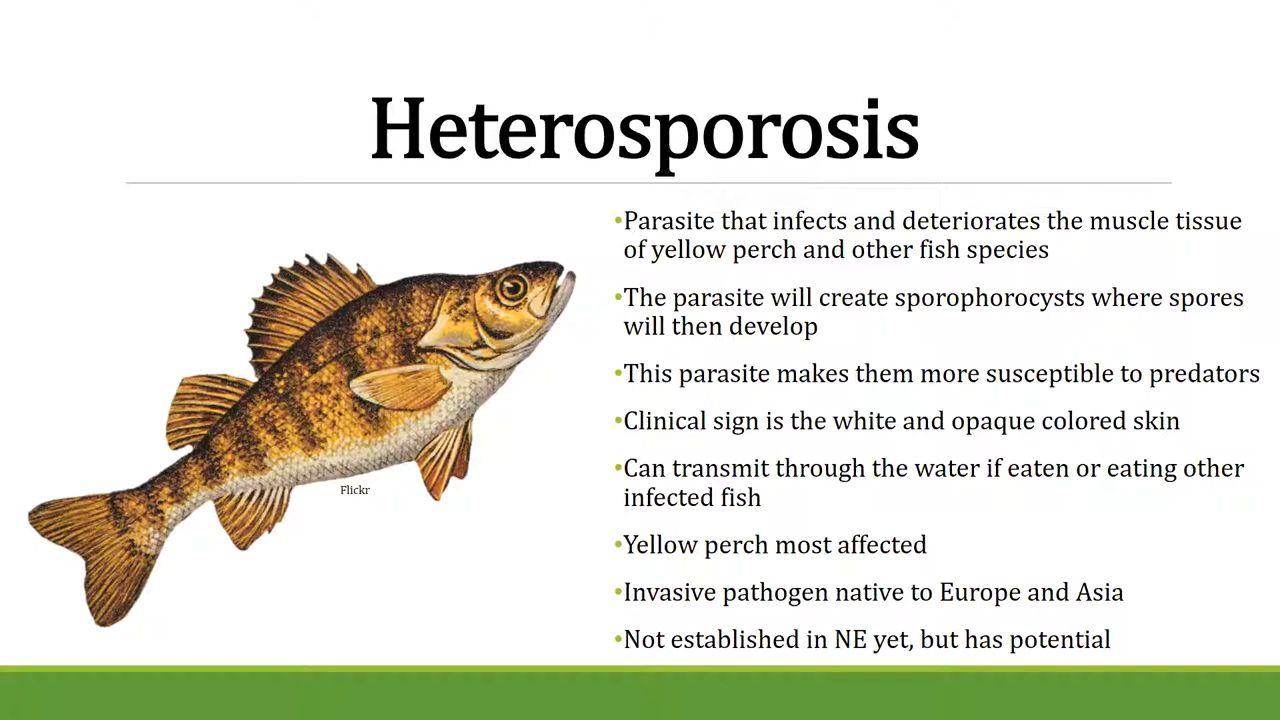 Heterosporosis
•Parasite that infects and deteriorates the muscle tissue
of yellow perch and other fish species
•The parasite will create sporophorocysts where spores
will then develop
•This parasite makes them more susceptible to predators
•Clinical sign is the white and opaque colored skin
•Can transmit through the water if eaten or eating other
infected fish
•Yellow perch most affected
•Invasive pathogen native to Europe and Asia
•Not established in NE yet, but has potential
Flickr